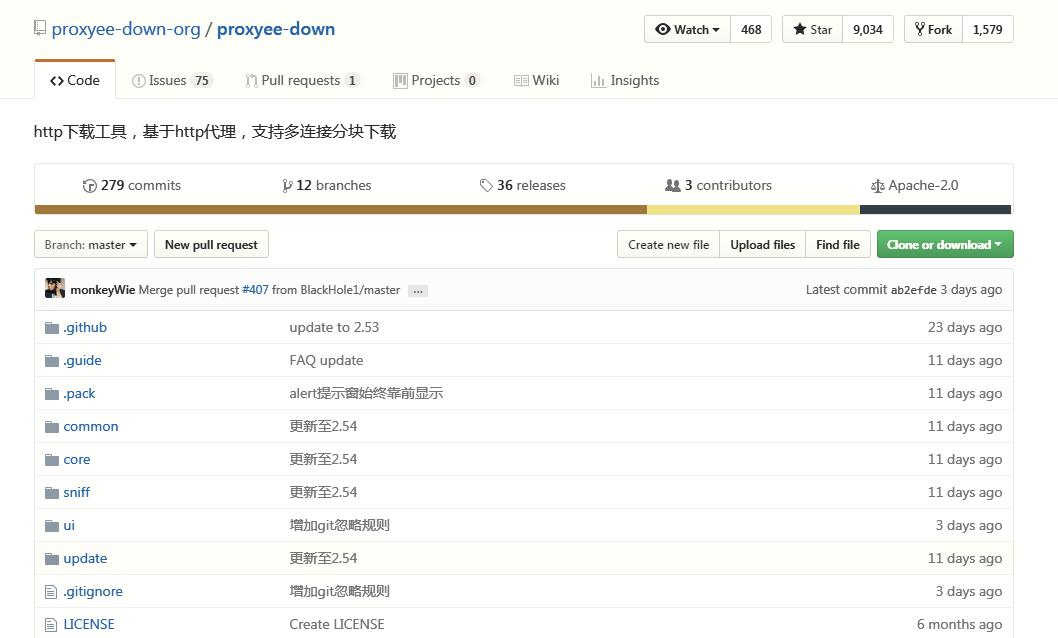 proxyee-down-org / proxyee-down Watch 468 Star 9,034 Fork 1,579
Code Issues 75 Pull requests 1 Projects 0 Wiki Insights
http下载工具，基于http代理，支持多连接分块下载
279 commits 12 branches 36 releases 3 contributors Apache-2.0
Branch: master New pull request Create new file Upload files Find file Clone or download
monkeyWie Merge pull request #407 from BlackHole1/master ... Latest commit ab2efde 3 days ago
.github update to 2.53 23 days ago
.guide FAQ update 11 days ago
.pack alert提示窗始终靠前显示 11 days ago
common 更新至2.54 11 days ago
core 更新至2.54 11 days ago
sniff 更新至2.54 11 days ago
ui 增加git忽略规则 3 days ago
update 更新至2.54 11 days ago
.gitignore 增加git忽略规则 3 days ago
LICENSE Create LICENSE 6 months ago